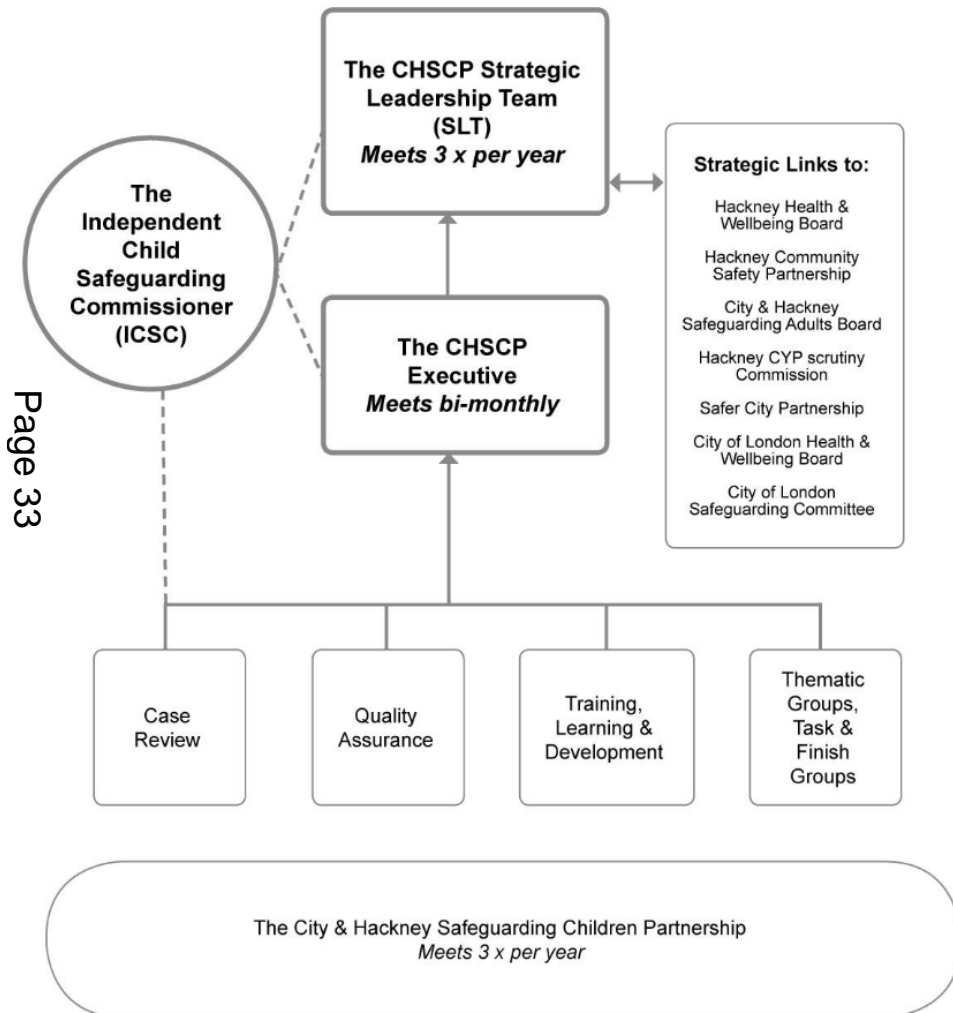 The CHSCP Strategic
Leadership Team
(SLT)
Meets 3 x per year
The
Independent
Child
Safeguarding
Commissioner
(ICSC)
Strategic Links to:
Hackney Health &
Wellbeing Board
Hackney Community
Safety Partnership
City & Hackney
Safeguarding Adults Board
Hackney CYP scrutiny
Commission
Safer City Partnership
City of London Health &
Wellbeing Board
City of London
Safeguarding Committee
The CHSCP
Executive
Meets bi-monthly
Page 33
Case
Review
Quality
Assurance
Training,
Learning &
Development
Thematic
Groups,
Task &
Finish
Groups
The City & Hackney Safeguarding Children Partnership
Meets 3 x per year